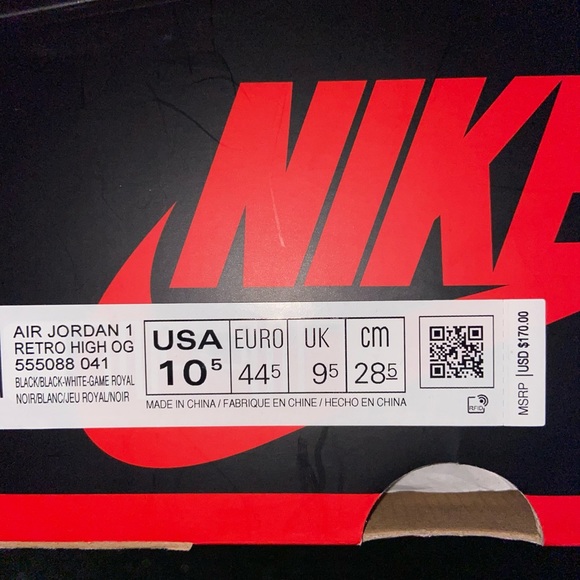 NIKE
AIR JORDAN 1
RETRO HIGH OG
555088 041
BLACK/BLACK-WHITE-GAME ROYAL
NOIR/BLANC/JEU ROYAL/NOIR
USA EURO UK cm
10⁵ 44⁵ 9⁵ 28⁵
MADE IN CHINA / FABRIQUE EN CHINE / HECHO EN CHINA
RFID
MSRP USD $170.00